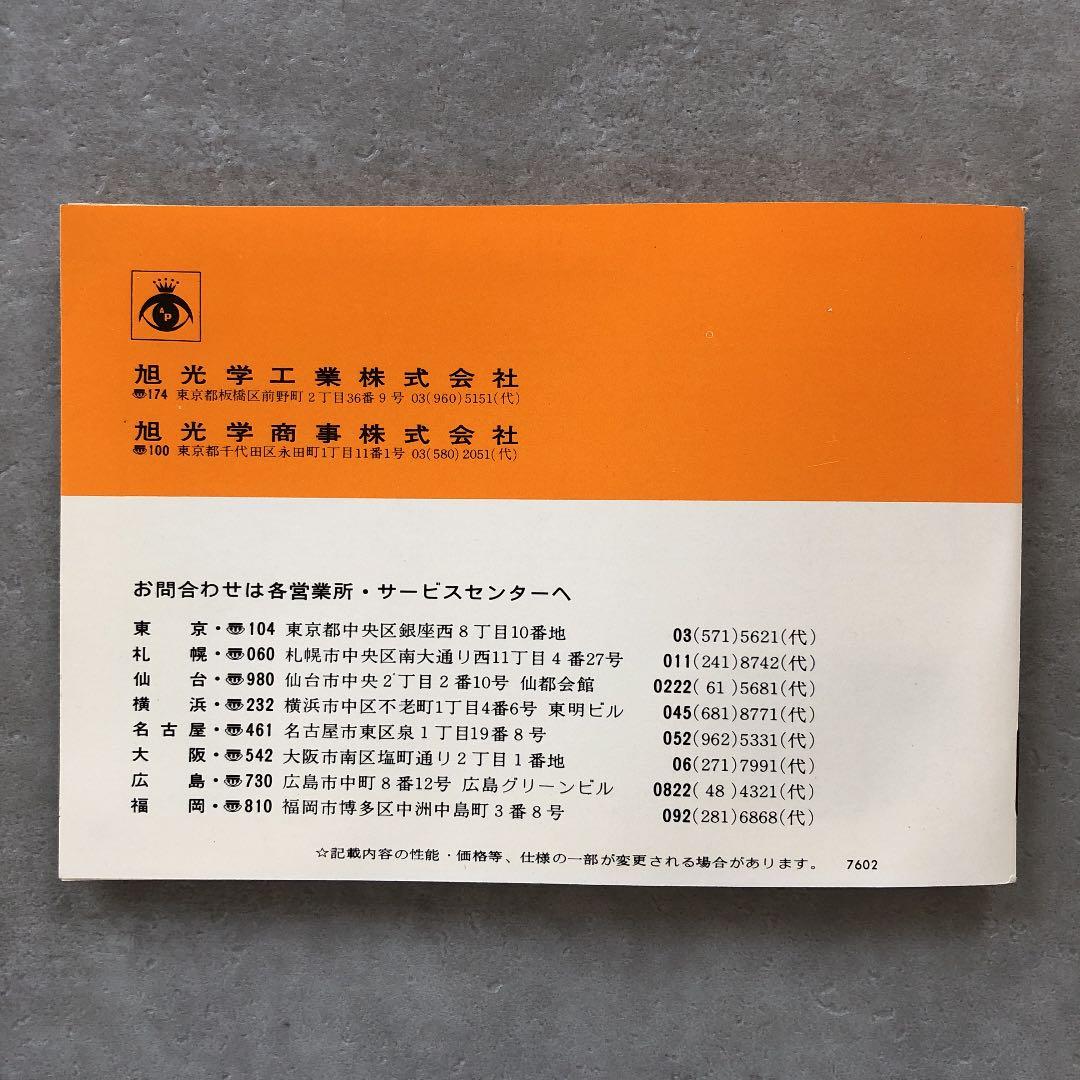 AP
旭光学工業株式会社
〠174 東京都板橋区前野町2丁目36番9号 03(960)5151(代)
旭光学商事株式会社
〠100 東京都千代田区永田町1丁目11番1号 03(580)2051(代)
お問合わせは各営業所・サービスセンターへ
東京・〠104 東京都中央区銀座西8丁目10番地 03(571)5621(代)
札幌・〠060 札幌市中央区南大通り西11丁目4番27号 011(241)8742(代)
仙台・〠980 仙台市中央2丁目2番10号 仙都会館 0222(61)5681(代)
横浜・〠232 横浜市中区不老町1丁目4番6号 東明ビル 045(681)8771(代)
名古屋・〠461 名古屋市東区泉1丁目19番8号 052(962)5331(代)
大阪・〠542 大阪市南区塩町通り2丁目1番地 06(271)7991(代)
広島・〠730 広島市中町8番12号 広島グリーンビル 0822(48)4321(代)
福岡・〠810 福岡市博多区中洲中島町3番8号 092(281)6868(代)
☆記載内容の性能・価格等、仕様の一部が変更される場合があります。 7602